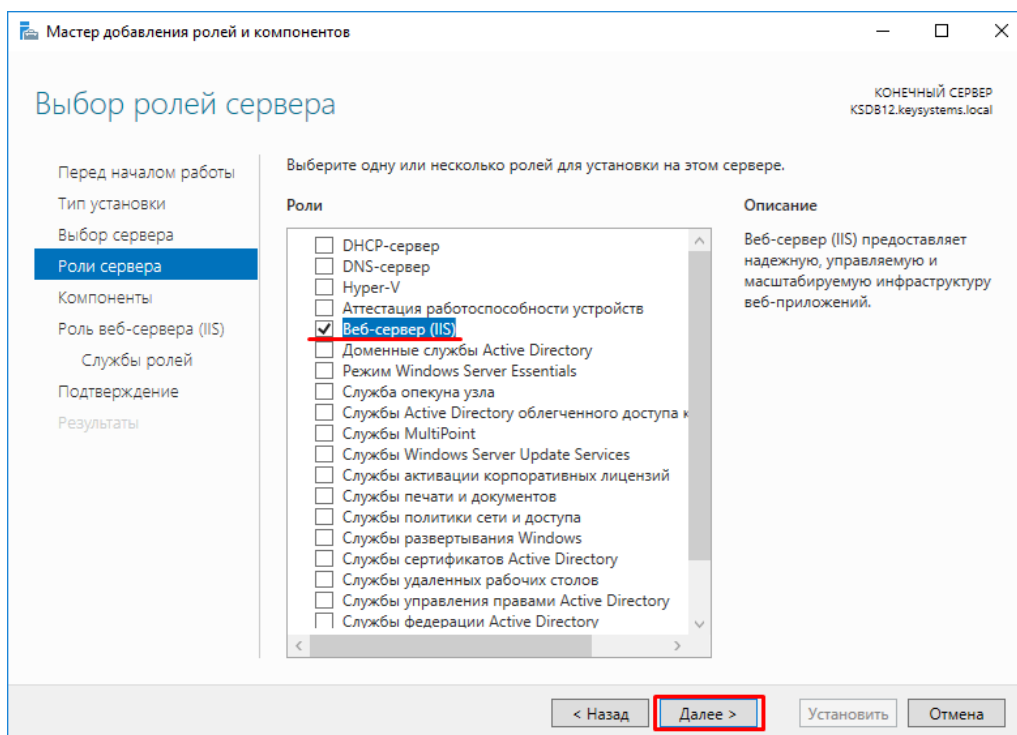 Мастер добавления ролей и компонентов
Выбор ролей сервера
КОНЕЧНЫЙ СЕРВЕР
KSDB12.keysystems.local
Перед началом работы
Тип установки
Выбор сервера
Роли сервера
Компоненты
Роль веб-сервера (IIS)
Службы ролей
Подтверждение
Результаты
Выберите одну или несколько ролей для установки на этом сервере.
Роли
DHCP-сервер
DNS-сервер
Hyper-V
Аттестация работоспособности устройств
Веб-сервер (IIS)
Доменные службы Active Directory
Режим Windows Server Essentials
Служба опекуна узла
Службы Active Directory облегченного доступа к
Службы MultiPoint
Службы Windows Server Update Services
Службы активации корпоративных лицензий
Службы печати и документов
Службы политики сети и доступа
Службы развертывания Windows
Службы сертификатов Active Directory
Службы удаленных рабочих столов
Службы управления правами Active Directory
Службы федерации Active Directory
Описание
Веб-сервер (IIS) предоставляет
надежную, управляемую и
масштабируемую инфраструктуру
веб-приложений.
< Назад
Далее >
Установить
Отмена